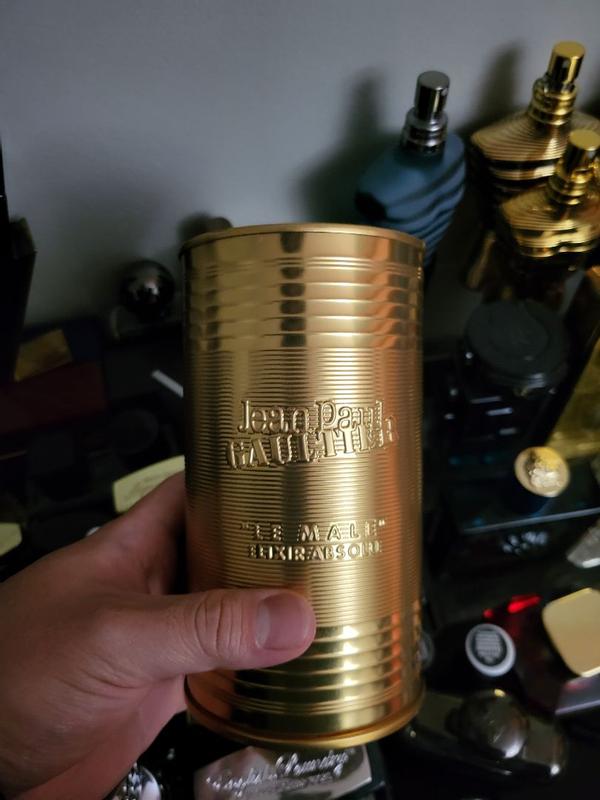 Jean Paul
GAULTIER
"LE MALE"
ELIXIR ABSOLU